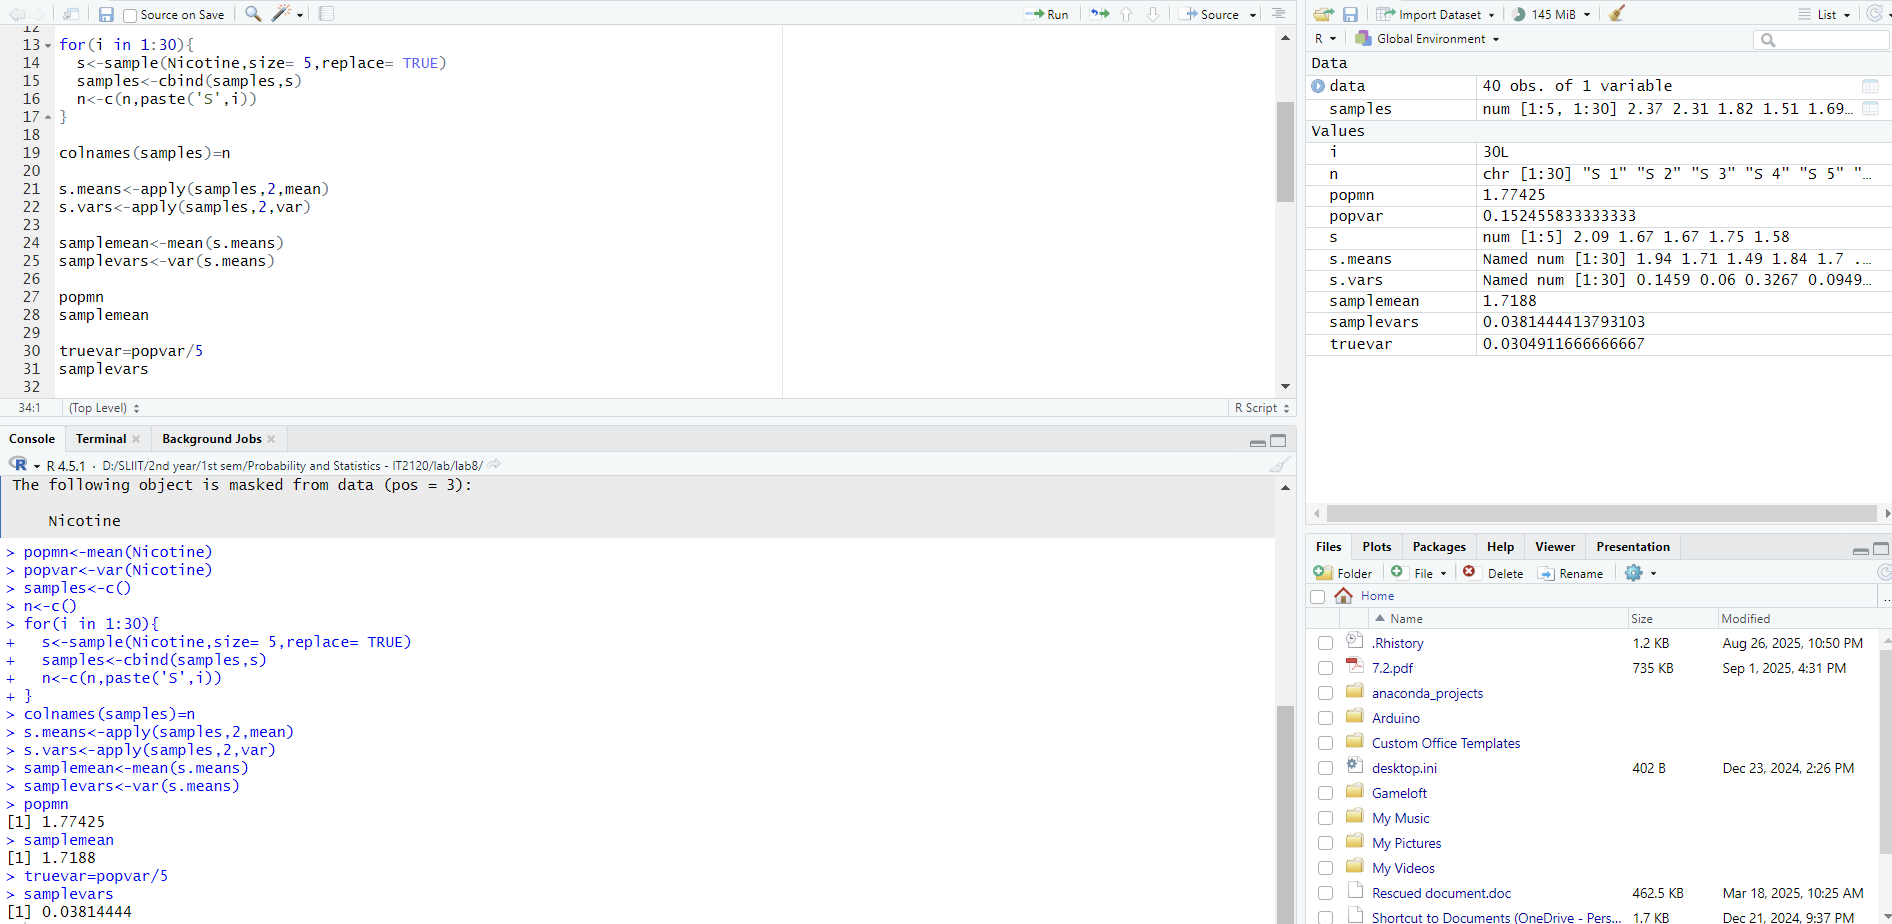 Source on Save
Run
Source
12
13 for(i in 1:30){
14 s<-sample(Nicotine,size= 5,replace= TRUE)
15 samples<-cbind(samples,s)
16 n<-c(n,paste('S',i))
17 }
18
19 colnames(samples)=n
20
21 s.means<-apply(samples,2,mean)
22 s.vars<-apply(samples,2,var)
23
24 samplemean<-mean(s.means)
25 samplevars<-var(s.means)
26
27 popmn
28 samplemean
29
30 truevar=popvar/5
31 samplevars
32
34:1 (Top Level) R Script
Console Terminal Background Jobs
R 4.5.1 · D:/SLIIT/2nd year/1st sem/Probability and Statistics - IT2120/lab/lab8/
The following object is masked from data (pos = 3):
Nicotine
> popmn<-mean(Nicotine)
> popvar<-var(Nicotine)
> samples<-c()
> n<-c()
> for(i in 1:30){
+ s<-sample(Nicotine,size= 5,replace= TRUE)
+ samples<-cbind(samples,s)
+ n<-c(n,paste('S',i))
+ }
> colnames(samples)=n
> s.means<-apply(samples,2,mean)
> s.vars<-apply(samples,2,var)
> samplemean<-mean(s.means)
> samplevars<-var(s.means)
> popmn
[1] 1.77425
> samplemean
[1] 1.7188
> truevar=popvar/5
> samplevars
[1] 0.03814444
Import Dataset 145 MiB List
R Global Environment
Data
data 40 obs. of 1 variable
samples num [1:5, 1:30] 2.37 2.31 1.82 1.51 1.69…
Values
i 30L
n chr [1:30] "S 1" "S 2" "S 3" "S 4" "S 5" "…
popmn 1.77425
popvar 0.152455833333333
s num [1:5] 2.09 1.67 1.67 1.75 1.58
s.means Named num [1:30] 1.94 1.71 1.49 1.84 1.7 .…
s.vars Named num [1:30] 0.1459 0.06 0.3267 0.0949…
samplemean 1.7188
samplevars 0.0381444413793103
truevar 0.0304911666666667
Files Plots Packages Help Viewer Presentation
Folder File Delete Rename
Home ..
Name Size Modified
.Rhistory 1.2 KB Aug 26, 2025, 10:50 PM
7.2.pdf 735 KB Sep 1, 2025, 4:31 PM
anaconda_projects
Arduino
Custom Office Templates
desktop.ini 402 B Dec 23, 2024, 2:26 PM
Gameloft
My Music
My Pictures
My Videos
Rescued document.doc 462.5 KB Mar 18, 2025, 10:25 AM
Shortcut to Documents (OneDrive - Pers... 1.7 KB Dec 21, 2024, 9:37 PM